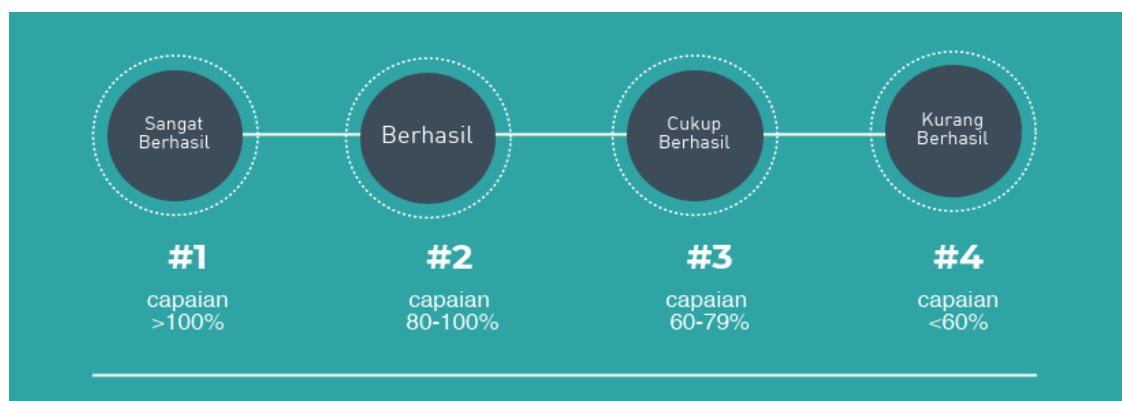 Sangat
Berhasil
Berhasil
Cukup
Berhasil
Kurang
Berhasil
#1
#2
#3
#4
capaian
>100%
capaian
80-100%
capaian
60-79%
capaian
<60%